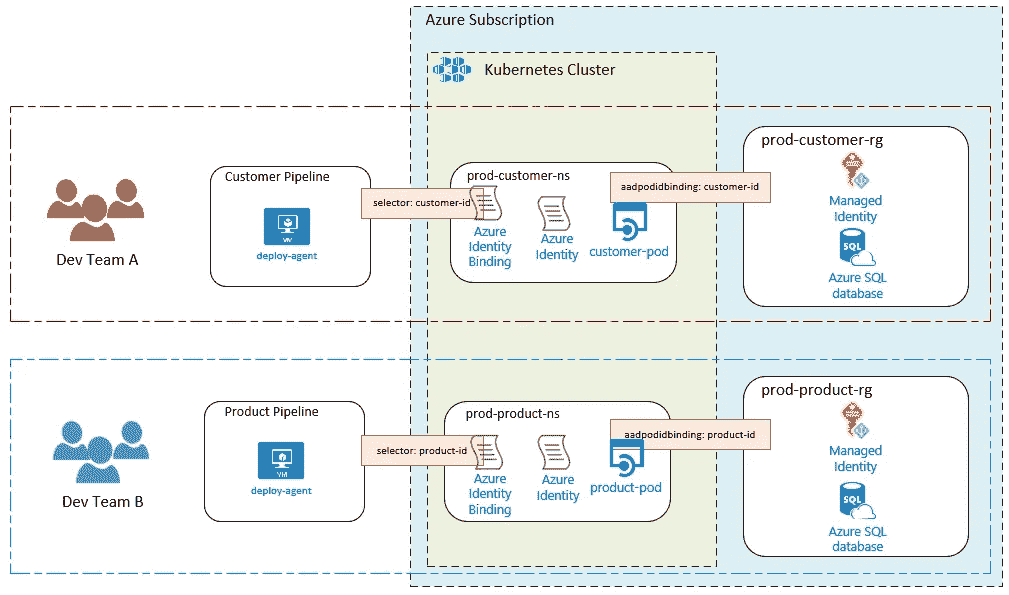 Azure Subscription
Kubernetes Cluster
prod-customer-rg
Customer Pipeline
prod-customer-ns
selector: customer-id
aadpodidbinding: customer-id
VM
deploy-agent
Azure
Identity
Binding
Azure
Identity
customer-pod
Managed
Identity
SQL
Azure SQL
database
Dev Team A
prod-product-rg
Product Pipeline
prod-product-ns
selector: product-id
aadpodidbinding: product-id
VM
deploy-agent
Azure
Identity
Binding
Azure
Identity
product-pod
Managed
Identity
SQL
Azure SQL
database
Dev Team B